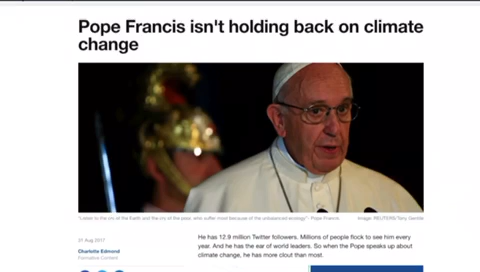 Pope Francis isn't holding back on climate
change
"Listen to the cry of the Earth and the cry of the poor, who suffer most because of the unbalanced ecology"- Pope Francis
Image: REUTERS/Tony Gentile
21 Aug 2017
Charlotte Edmond
Formative Content
He has 12.9 million Twitter followers. Millions of people flock to see him every
year. And he has the ear of world leaders. So when the Pope speaks up about
climate change, he has more clout than most.